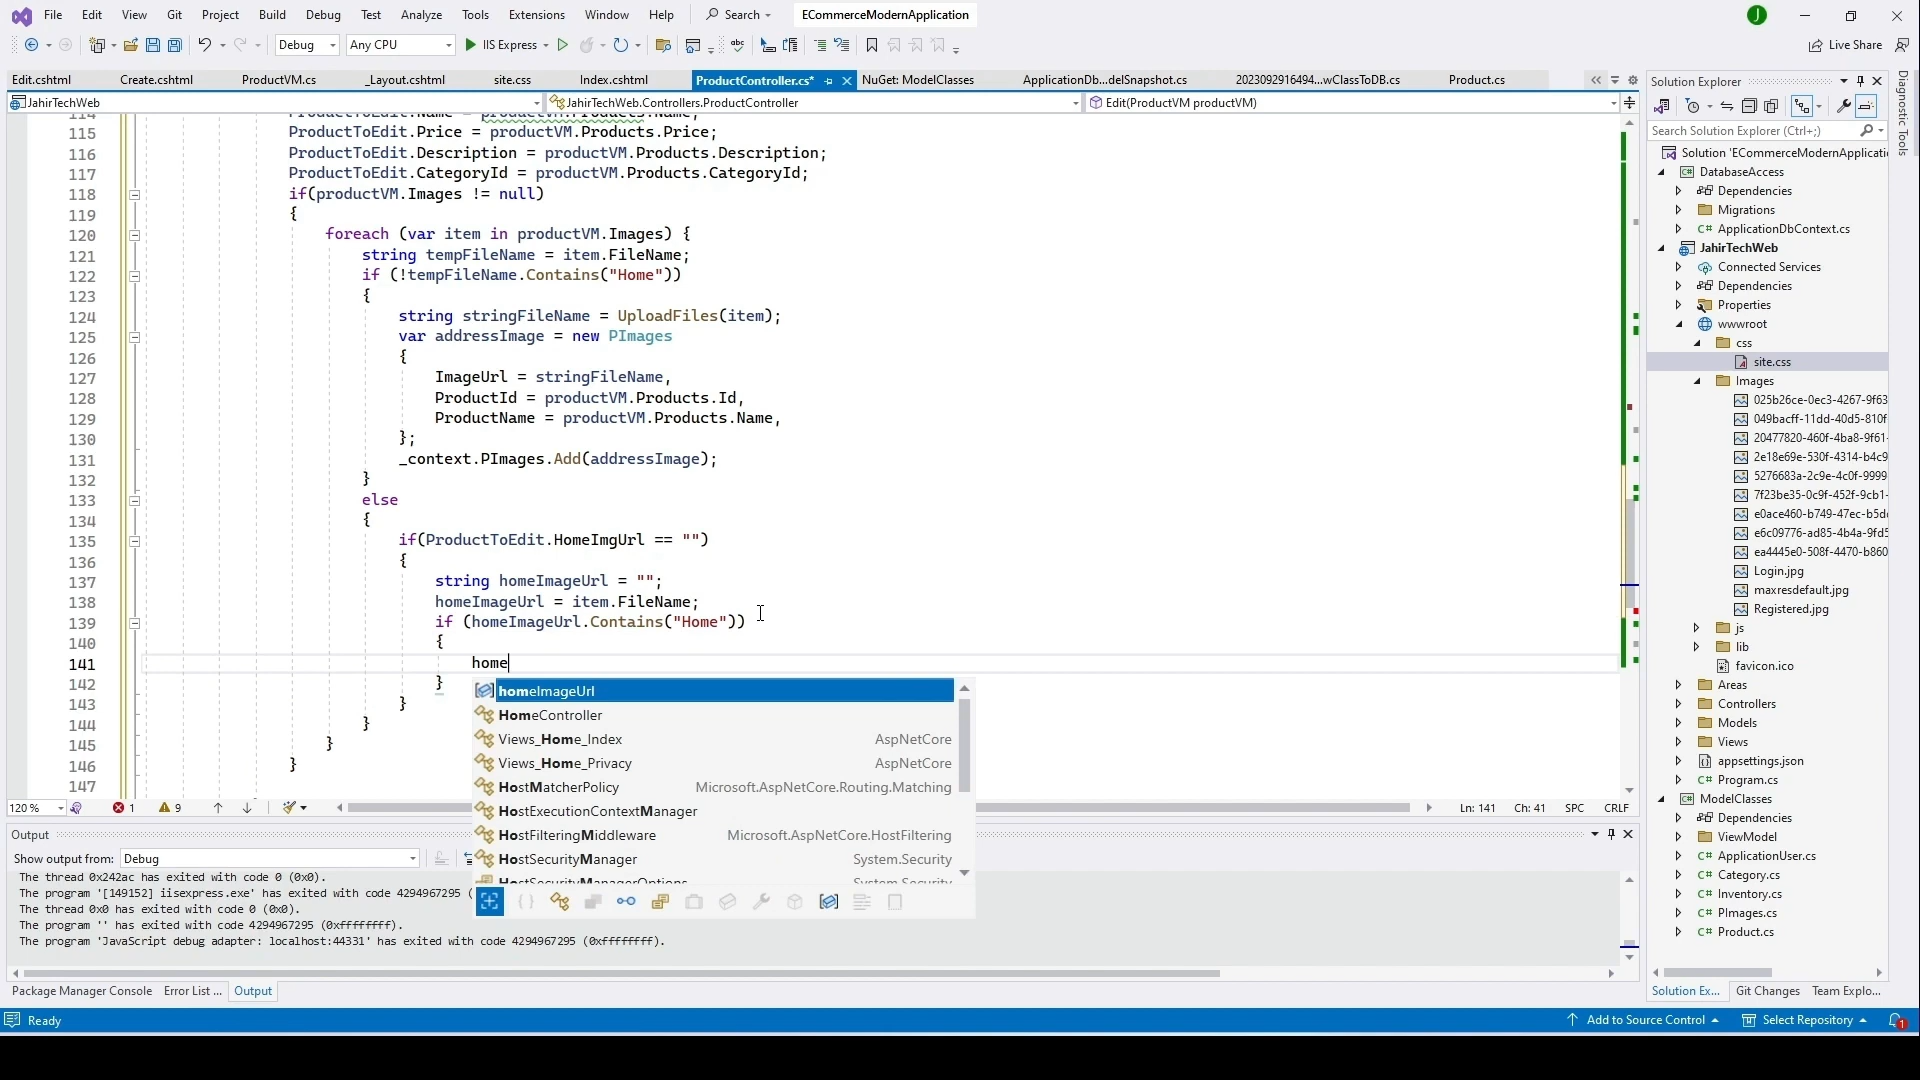 File Edit View Git Project Build Debug Test Analyze Tools Extensions Window Help Search ECommerceModernApplication J
Debug Any CPU IIS Express Live Share
Edit.cshtml Create.cshtml ProductVM.cs _Layout.cshtml site.css Index.cshtml ProductController.cs* NuGet: ModelClasses ApplicationDb...delSnapshot.cs 2023092916494...wClassToDB.cs Product.cs
JahirTechWeb JahirTechWeb.Controllers.ProductController Edit(ProductVM productVM)
114 ProductToEdit.Name = productVM.Products.Name;
115 ProductToEdit.Price = productVM.Products.Price;
116 ProductToEdit.Description = productVM.Products.Description;
117 ProductToEdit.CategoryId = productVM.Products.CategoryId;
118 if(productVM.Images != null)
119 {
120 foreach (var item in productVM.Images) {
121 string tempFileName = item.FileName;
122 if (!tempFileName.Contains("Home"))
123 {
124 string stringFileName = UploadFiles(item);
125 var addressImage = new PImages
126 {
127 ImageUrl = stringFileName,
128 ProductId = productVM.Products.Id,
129 ProductName = productVM.Products.Name,
130 };
131 _context.PImages.Add(addressImage);
132 }
133 else
134 {
135 if(ProductToEdit.HomeImgUrl == "")
136 {
137 string homeImageUrl = "";
138 homeImageUrl = item.FileName;
139 if (homeImageUrl.Contains("Home"))
140 {
141 home
142 }
143 }
144 }
145 }
146 }
147
homeImageUrl
HomeController
Views_Home_Index AspNetCore
Views_Home_Privacy AspNetCore
HostMatcherPolicy Microsoft.AspNetCore.Routing.Matching
HostExecutionContextManager
HostFilteringMiddleware Microsoft.AspNetCore.HostFiltering
HostSecurityManager System.Security
HostSecurityManagerOptions System.Security
120 % 1 9 Ln: 141 Ch: 41 SPC CRLF
Output
Show output from: Debug
The thread 0x242ac has exited with code 0 (0x0).
The program '[149152] iisexpress.exe' has exited with code 4294967295 (
The thread 0x0 has exited with code 0 (0x0).
The program '' has exited with code 4294967295 (0xffffffff).
The program 'JavaScript debug adapter: localhost:44331' has exited with code 4294967295 (0xffffffff).
Package Manager Console Error List ... Output
Solution Explorer
Search Solution Explorer (Ctrl+;)
Solution 'ECommerceModernApplicati
DatabaseAccess
Dependencies
Migrations
C# ApplicationDbContext.cs
JahirTechWeb
Connected Services
Dependencies
Properties
wwwroot
css
site.css
Images
025b26ce-0ec3-4267-9f63
049bacff-11dd-40d5-810f
20477820-460f-4ba8-9f61-
2e18e69e-530f-4314-b4c9
5276683a-2c9e-4c0f-9999
7f23be35-0c9f-452f-9cb1-
e0ace460-b749-47ec-b5d
e6c09776-ad85-4b4a-9fd5
ea4445e0-508f-4470-b860
Login.jpg
maxresdefault.jpg
Registered.jpg
js
lib
favicon.ico
Areas
Controllers
Models
Views
appsettings.json
C# Program.cs
ModelClasses
Dependencies
ViewModel
C# ApplicationUser.cs
C# Category.cs
C# Inventory.cs
C# PImages.cs
C# Product.cs
Solution Ex... Git Changes Team Explo...
Diagnostic Tools
Ready Add to Source Control Select Repository 1